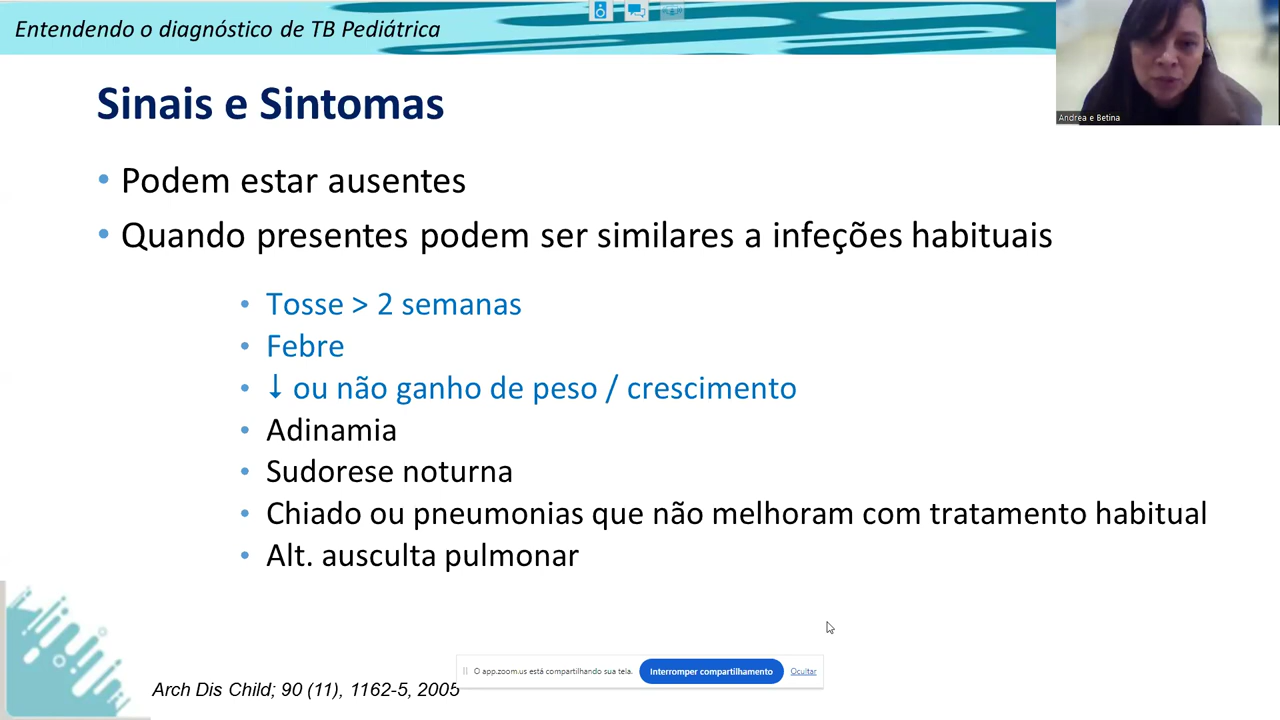 Entendendo o diagnóstico de TB Pediátrica
Andrea e Betina
Sinais e Sintomas
• Podem estar ausentes
• Quando presentes podem ser similares a infeções habituais
• Tosse > 2 semanas
• Febre
• ↓ ou não ganho de peso / crescimento
• Adinamia
• Sudorese noturna
• Chiado ou pneumonias que não melhoram com tratamento habitual
• Alt. ausculta pulmonar
O app.zoom.us está compartilhando sua tela. Interromper compartilhamento Ocultar
Arch Dis Child; 90 (11), 1162-5, 2005